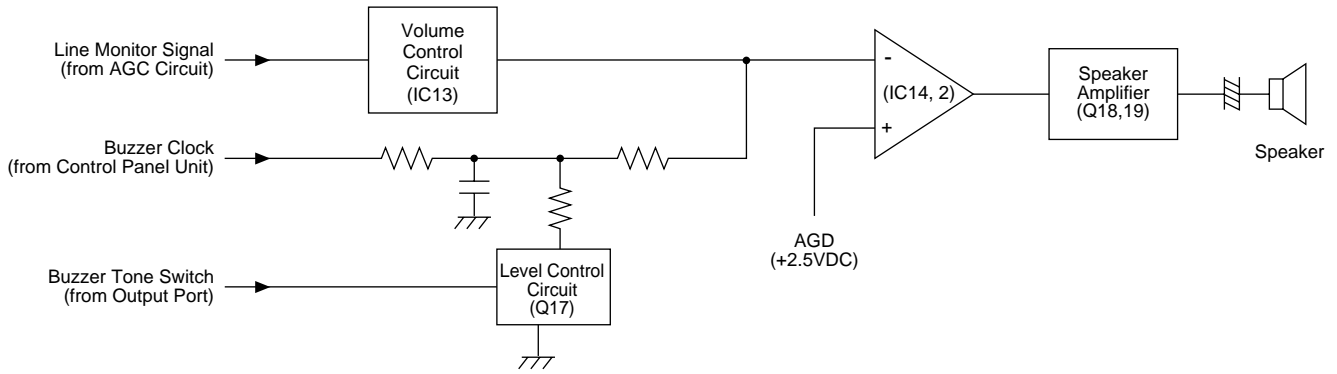 Line Monitor Signal
(from AGC Circuit)
Volume
Control
Circuit
(IC13)
-
(IC14, 2)
+
Speaker
Amplifier
(Q18,19)
Speaker
Buzzer Clock
(from Control Panel Unit)
AGD
(+2.5VDC)
Buzzer Tone Switch
(from Output Port)
Level Control
Circuit
(Q17)